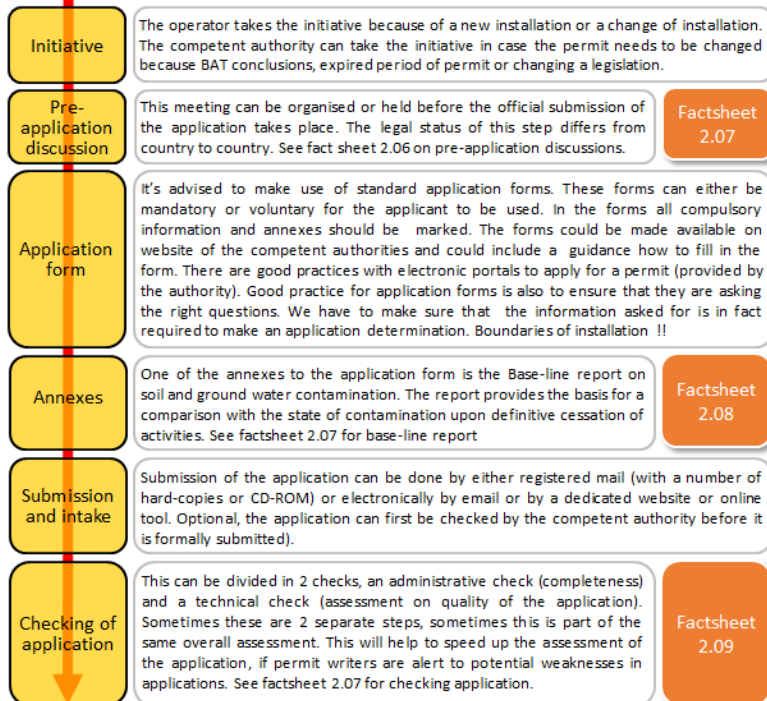 Initiative
The operator takes the initiative because of a new installation or a change of installation.
The competent authority can take the initiative in case the permit needs to be changed
because BAT conclusions, expired period of permit or changing a legislation.
Pre-
application
discussion
This meeting can be organised or held before the official submission of
the application takes place. The legal status of this step differs from
country to country. See fact sheet 2.06 on pre-application discussions.
Factsheet
2.07
Application
form
It's advised to make use of standard application forms. These forms can either be
mandatory or voluntary for the applicant to be used. In the forms all compulsory
information and annexes should be marked. The forms could be made available on
website of the competent authorities and could include a guidance how to fill in the
form. There are good practices with electronic portals to apply for a permit (provided by
the authority). Good practice for application forms is also to ensure that they are asking
the right questions. We have to make sure that the information asked for is in fact
required to make an application determination. Boundaries of installation !!
Annexes
One of the annexes to the application form is the Base-line report on
soil and ground water contamination. The report provides the basis for a
comparison with the state of contamination upon definitive cessation of
activities. See factsheet 2.07 for base-line report
Factsheet
2.08
Submission
and intake
Submission of the application can be done by either registered mail (with a number of
hard-copies or CD-ROM) or electronically by email or by a dedicated website or online
tool. Optional, the application can first be checked by the competent authority before it
is formally submitted).
Checking of
application
This can be divided in 2 checks, an administrative check (completeness)
and a technical check (assessment on quality of the application).
Sometimes these are 2 separate steps, sometimes this is part of the
same overall assessment. This will help to speed up the assessment of
the application, if permit writers are alert to potential weaknesses in
applications. See factsheet 2.07 for checking application.
Factsheet
2.09